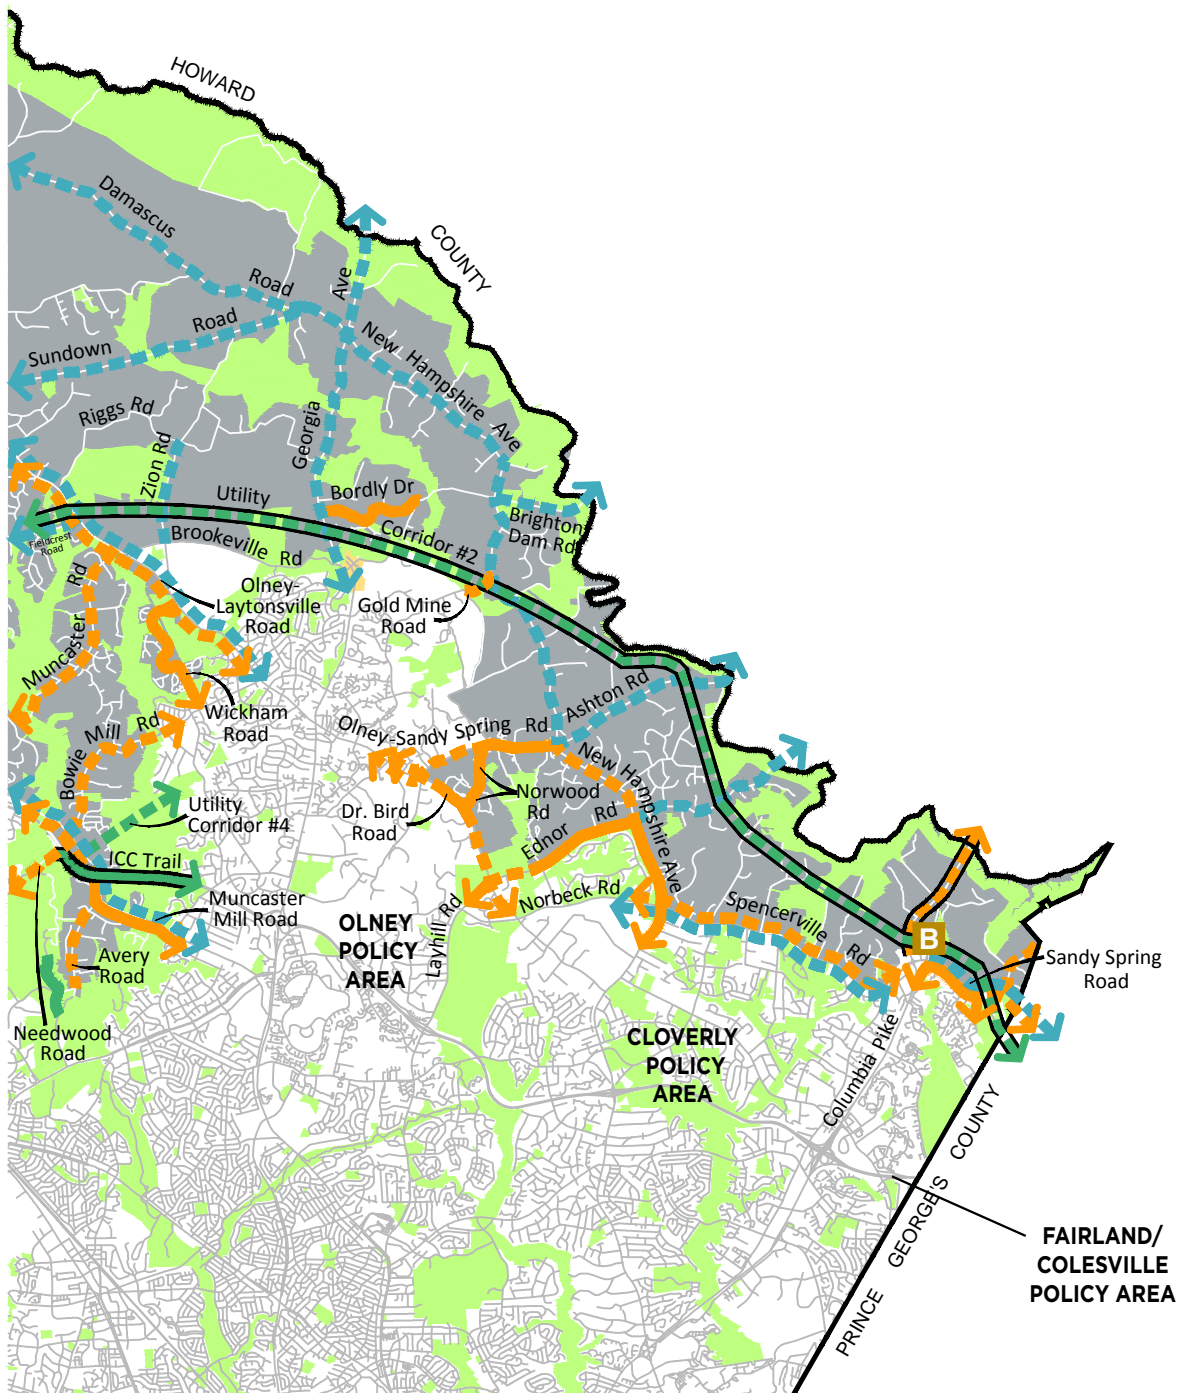 HOWARD
COUNTY
Damascus
Road
Ave
Sundown
Road
New Hampshire Ave
Riggs Rd
Georgia
Zion Rd
Utility
Bordly Dr
Corridor #2
Brighton
Dam Rd
Fieldcrest
Road
Brookeville Rd
Olney-
Laytonsville
Road
Gold Mine
Road
Muncaster
Rd
Wickham
Road
Ashton Rd
Olney-Sandy Spring Rd
Bowie Mill Rd
New Hampshire Ave
Norwood
Rd
Dr. Bird
Road
Ednor Rd
Utility
Corridor #4
ICC Trail
Muncaster
Mill Road
Norbeck Rd
Layhill Rd
Spencerville Rd
OLNEY
POLICY
AREA
B
Avery
Road
Sandy Spring
Road
Needwood
Road
CLOVERLY
POLICY
AREA
Columbia Pike
PRINCE GEORGE'S COUNTY
FAIRLAND/
COLESVILLE
POLICY AREA